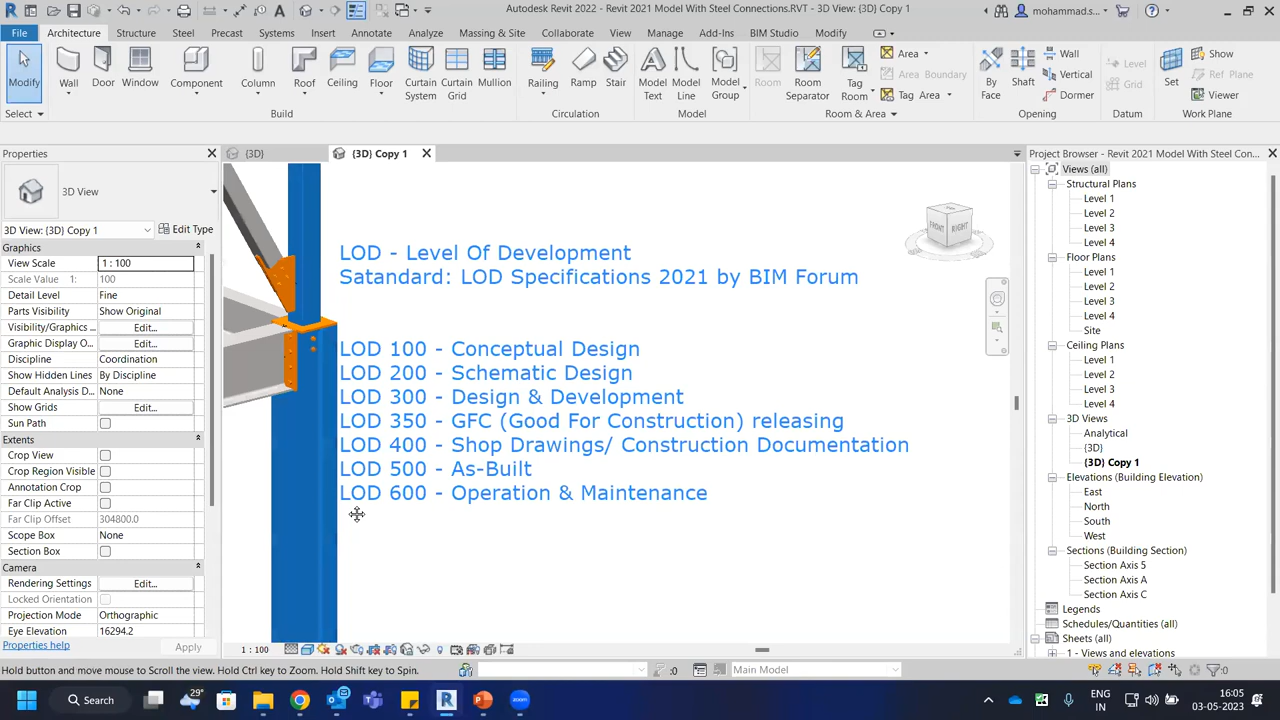 Autodesk Revit 2022 - Revit 2021 Model With Steel Connections.RVT - 3D View: {3D} Copy 1
mohammad.s...
File Architecture Structure Steel Precast Systems Insert Annotate Analyze Massing & Site Collaborate View Manage Add-Ins BIM Studio Modify
Modify Wall Door Window Component Column Roof Ceiling Floor Curtain System Curtain Grid Mullion Railing Ramp Stair Model Text Model Line Model Group Room Room Separator Tag Room Area Area Boundary Tag Area By Face Shaft Wall Vertical Dormer Level Grid Set Show Ref Plane Viewer
Select Build Circulation Model Room & Area Opening Datum Work Plane
Properties
3D View
3D View: {3D} Copy 1 Edit Type
Graphics
View Scale 1 : 100
Scale Value 1: 100
Detail Level Fine
Parts Visibility Show Original
Visibility/Graphics ... Edit...
Graphic Display O... Edit...
Discipline Coordination
Show Hidden Lines By Discipline
Default Analysis D... None
Show Grids Edit...
Sun Path
Extents
Crop View
Crop Region Visible
Annotation Crop
Far Clip Active
Far Clip Offset 304800.0
Scope Box None
Section Box
Camera
Rendering Settings Edit...
Locked Orientation
Projection Mode Orthographic
Eye Elevation 16294.2
Properties help Apply
{3D} {3D} Copy 1
TOP
FRONT RIGHT
LOD - Level Of Development
Satandard: LOD Specifications 2021 by BIM Forum
LOD 100 - Conceptual Design
LOD 200 - Schematic Design
LOD 300 - Design & Development
LOD 350 - GFC (Good For Construction) releasing
LOD 400 - Shop Drawings/ Construction Documentation
LOD 500 - As-Built
LOD 600 - Operation & Maintenance
1 : 100
Project Browser - Revit 2021 Model With Steel Con...
Views (all)
Structural Plans
Level 1
Level 2
Level 3
Level 4
Floor Plans
Level 1
Level 2
Level 3
Level 4
Site
Ceiling Plans
Level 1
Level 2
Level 3
Level 4
3D Views
Analytical
{3D}
{3D} Copy 1
Elevations (Building Elevation)
East
North
South
West
Sections (Building Section)
Section Axis 5
Section Axis A
Section Axis C
Legends
Schedules/Quantities (all)
Sheets (all)
1 - Views and elevations
Hold button and move mouse to Scroll the view. Hold Ctrl key to Zoom. Hold Shift key to Spin.
:0 Main Model :0
Search 29° zoom
ENG IN
16:05
03-05-2023